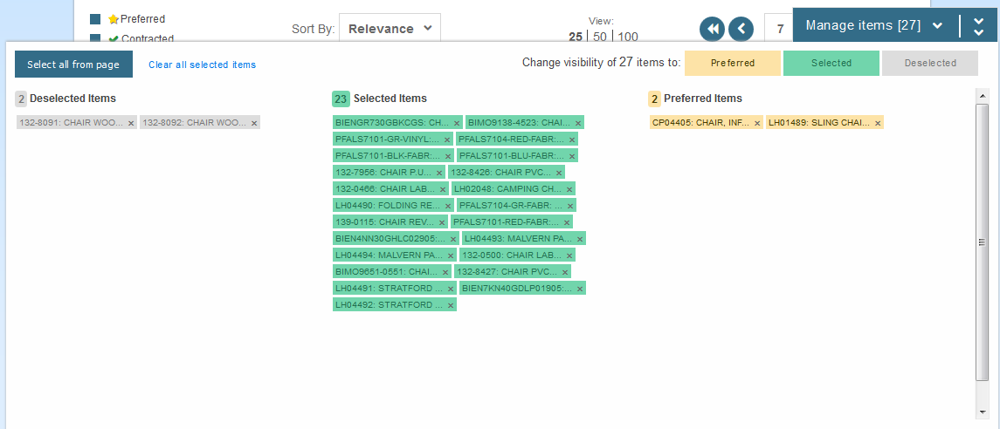 Preferred
Contracted
Sort By: Relevance
View:
25 | 50 | 100
7
Manage items [27]
Select all from page
Clear all selected items
Change visibility of 27 items to:
Preferred
Selected
Deselected
2 Deselected Items
132-8091: CHAIR WOO... × 132-8092: CHAIR WOO... ×
23 Selected Items
BIENGR730GBKCGS: CH... × BIMO9138-4523: CHAI... ×
PFALS7101-GR-VINYL:... × PFALS7104-RED-FABR:... ×
PFALS7101-BLK-FABR:... × PFALS7101-BLU-FABR:... ×
132-7956: CHAIR P.U... × 132-8426: CHAIR PVC... ×
132-0466: CHAIR LAB... × LH02048: CAMPING CH... ×
LH04490: FOLDING RE... × PFALS7104-GR-FABR: ... ×
139-0115: CHAIR REV... × PFALS7101-RED-FABR:... ×
BIEN4NN30GHLC02905:... × LH04493: MALVERN PA... ×
LH04494: MALVERN PA... × 132-0500: CHAIR LAB... ×
BIMO9651-0551: CHAI... × 132-8427: CHAIR PVC... ×
LH04491: STRATFORD ... × BIEN7KN40GDLP01905:... ×
LH04492: STRATFORD ... ×
2 Preferred Items
CP04405: CHAIR, INF... × LH01489: SLING CHAI... ×